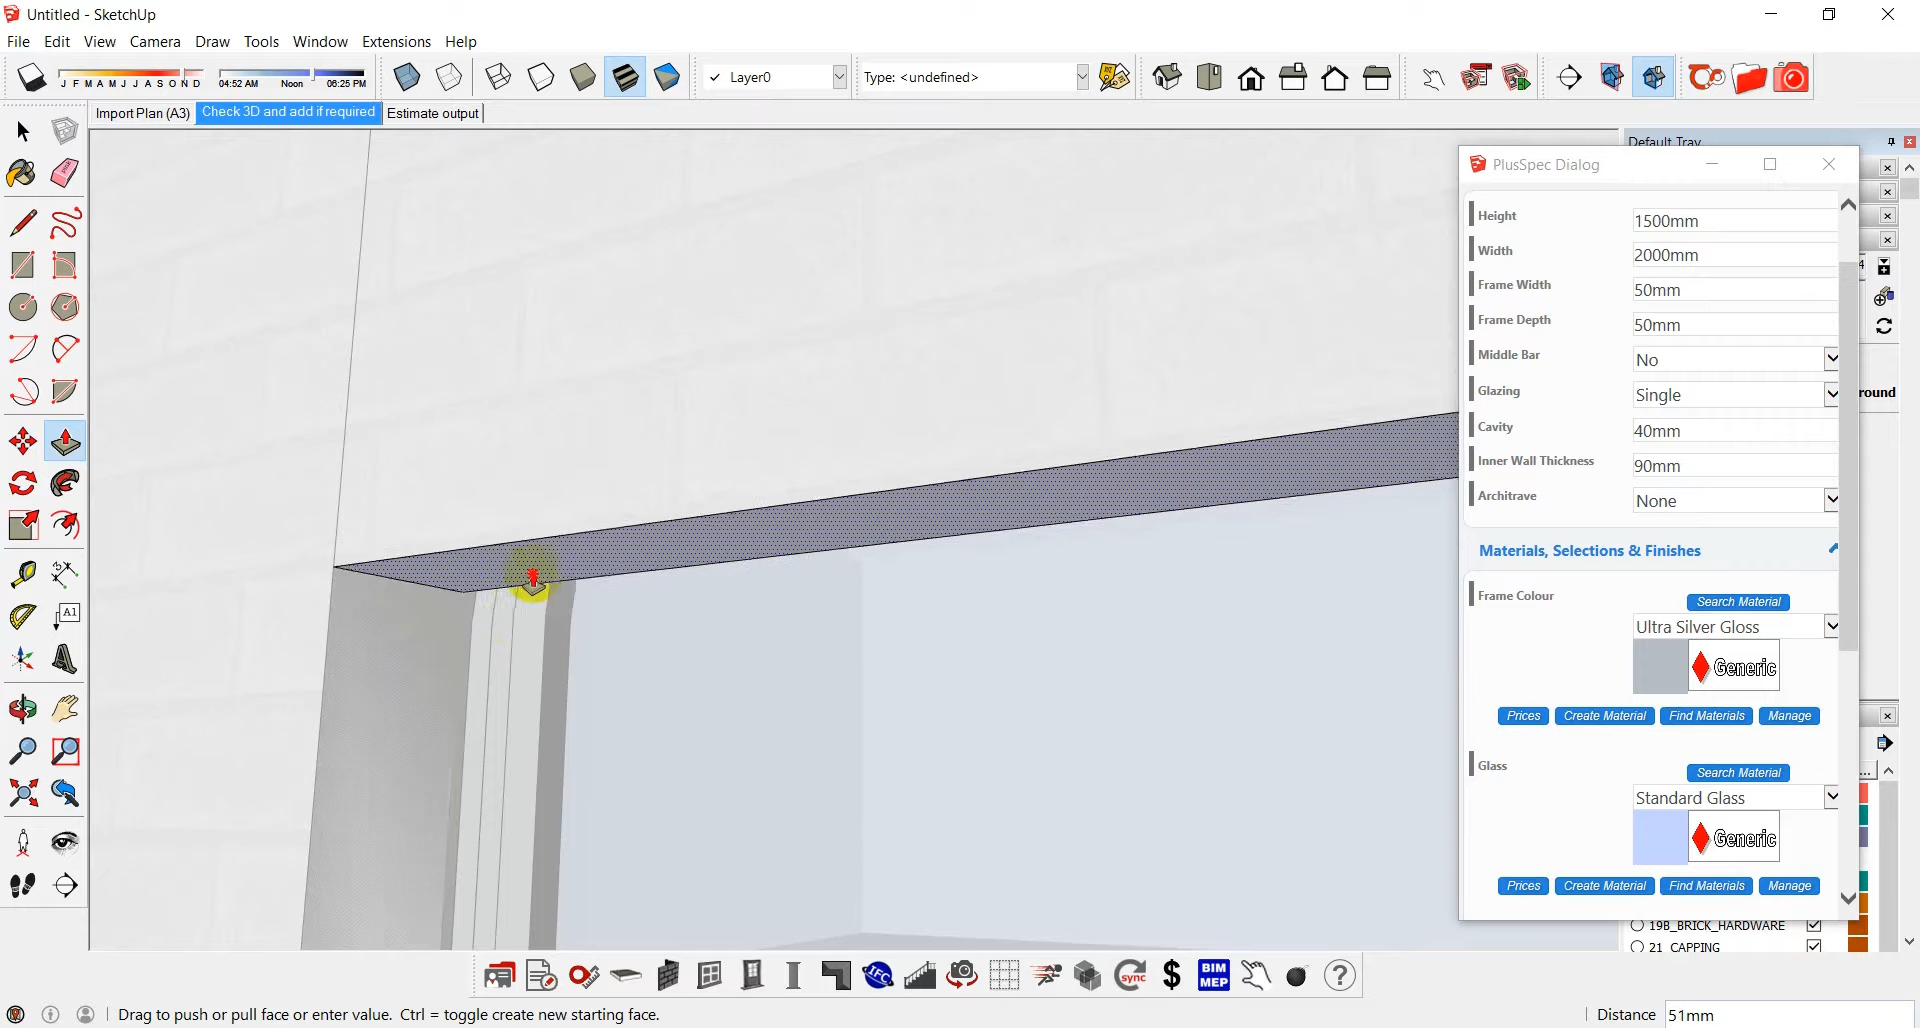 Untitled - SketchUp
File Edit View Camera Draw Tools Window Extensions Help
J F M A M J J A S O N D
04:52 AM Noon 06:25 PM
Layer0
Type: <undefined>
Import Plan (A3)
Check 3D and add if required
Estimate output
Default Tray
PlusSpec Dialog
Height 1500mm
Width 2000mm
Frame Width 50mm
Frame Depth 50mm
Middle Bar No
Glazing Single
round
Cavity 40mm
Inner Wall Thickness 90mm
Architrave None
Materials, Selections & Finishes
Frame Colour
Search Material
Ultra Silver Gloss
Generic
Prices Create Material Find Materials Manage
Glass
Search Material
Standard Glass
Generic
Prices Create Material Find Materials Manage
19B_BRICK_HARDWARE
21 CAPPING
A1
IFC
sync
$
BIM
MEP
?
Drag to push or pull face or enter value. Ctrl = toggle create new starting face.
Distance 51mm